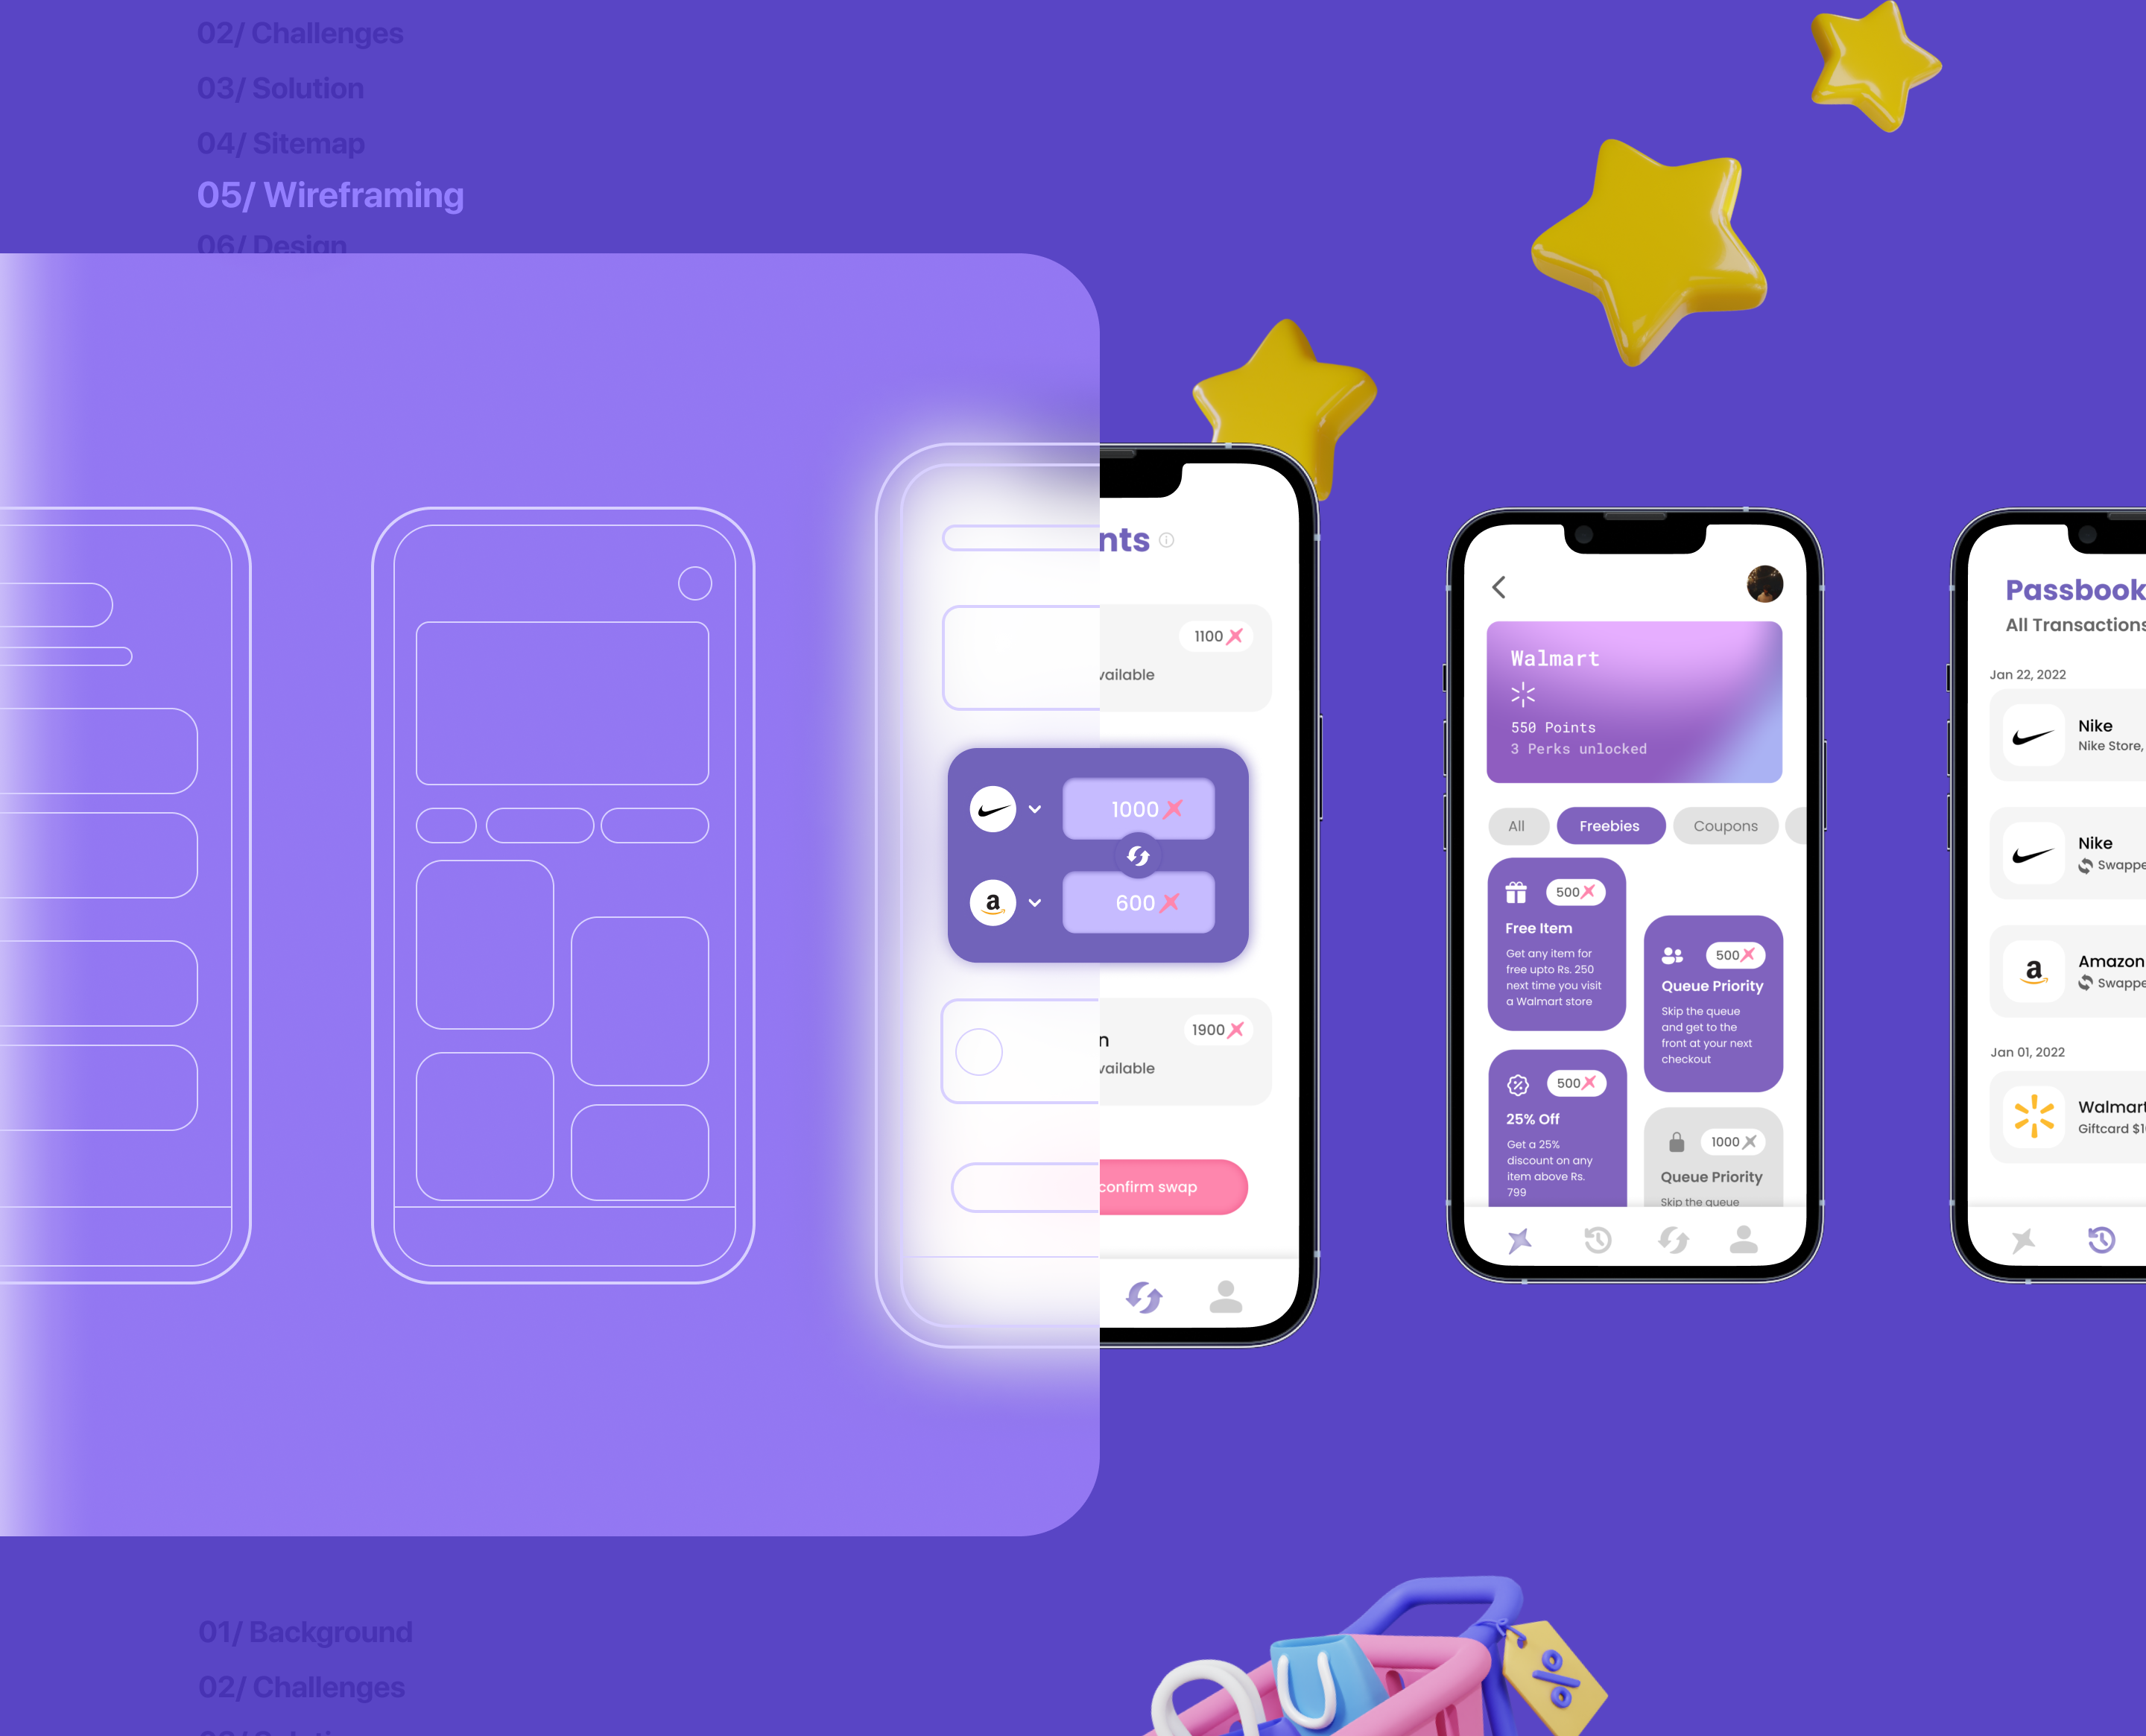 02/ Challenges
03/ Solution
04/ Sitemap
05/ Wireframing
06/ Design
nts
1100
vailable
1000
a
600
1900
n
vailable
confirm swap
Walmart
550 Points
3 Perks unlocked
All
Freebies
Coupons
500
Free Item
Get any item for
free upto Rs. 250
next time you visit
a Walmart store
500
Queue Priority
Skip the queue
and get to the
front at your next
checkout
500
25% Off
Get a 25%
discount on any
item above Rs.
799
1000
Queue Priority
Skip the queue
Passbook
All Transactions
Jan 22, 2022
Nike
Nike Store,
Nike
Swappe
a
Amazon
Swappe
Jan 01, 2022
Walmart
Giftcard $1
01/ Background
02/ Challenges
%